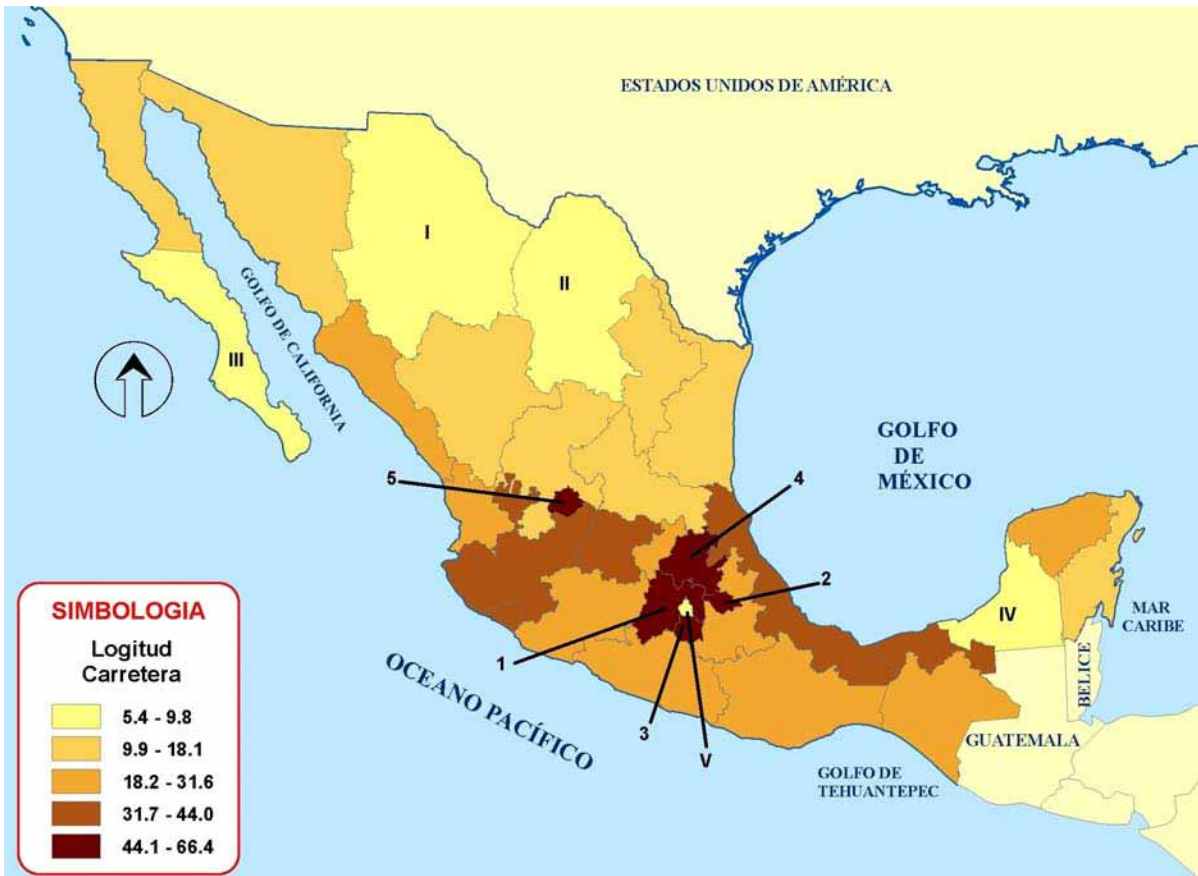 ESTADOS UNIDOS DE AMÉRICA
I
II
GOLFO DE CALIFORNIA
III
GOLFO
DE
MÉXICO
5
4
2
IV
MAR
CARIBE
BELICE
1
OCEANO PACÍFICO
3
V
GUATEMALA
GOLFO DE
TEHUANTEPEC
SIMBOLOGIA
Logitud
Carretera
5.4 - 9.8
9.9 - 18.1
18.2 - 31.6
31.7 - 44.0
44.1 - 66.4